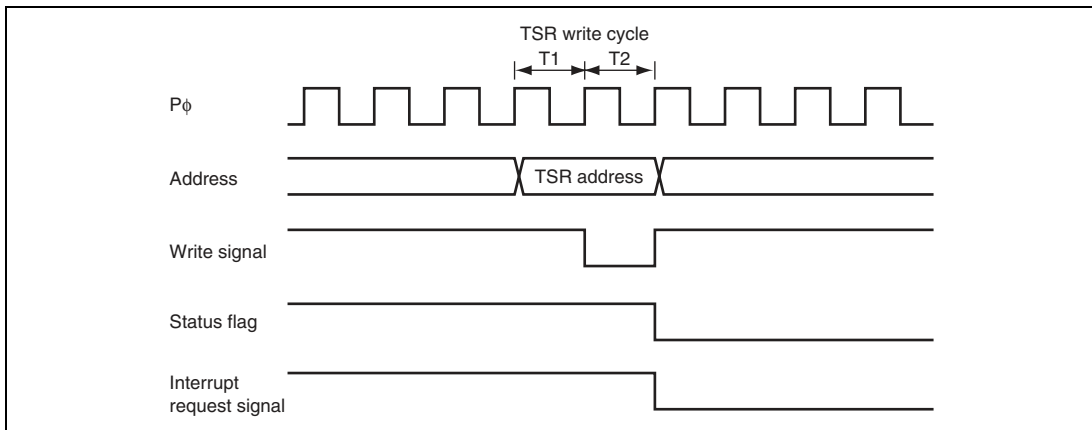 TSR write cycle
T1 T2
Pϕ
Address
TSR address
Write signal
Status flag
Interrupt
request signal